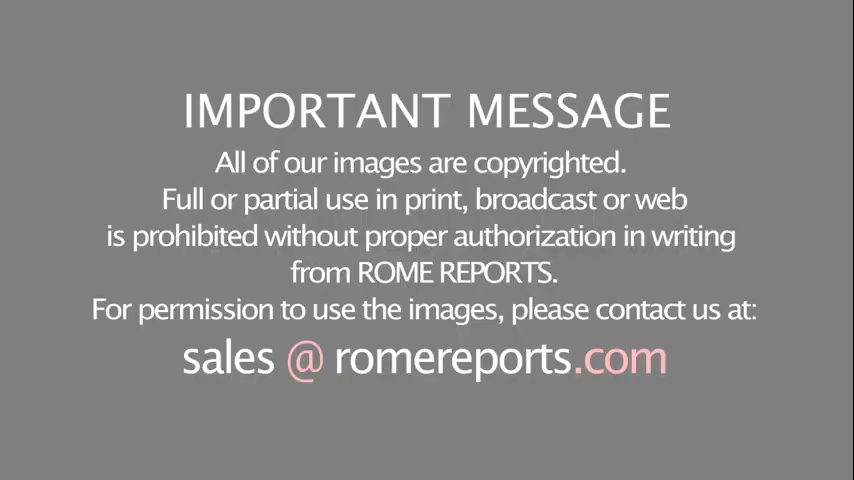 IMPORTANT MESSAGE
All of our images are copyrighted.
Full or partial use in print, broadcast or web
is prohibited without proper authorization in writing
from ROME REPORTS.
For permission to use the images, please contact us at:
sales @ romereports.com